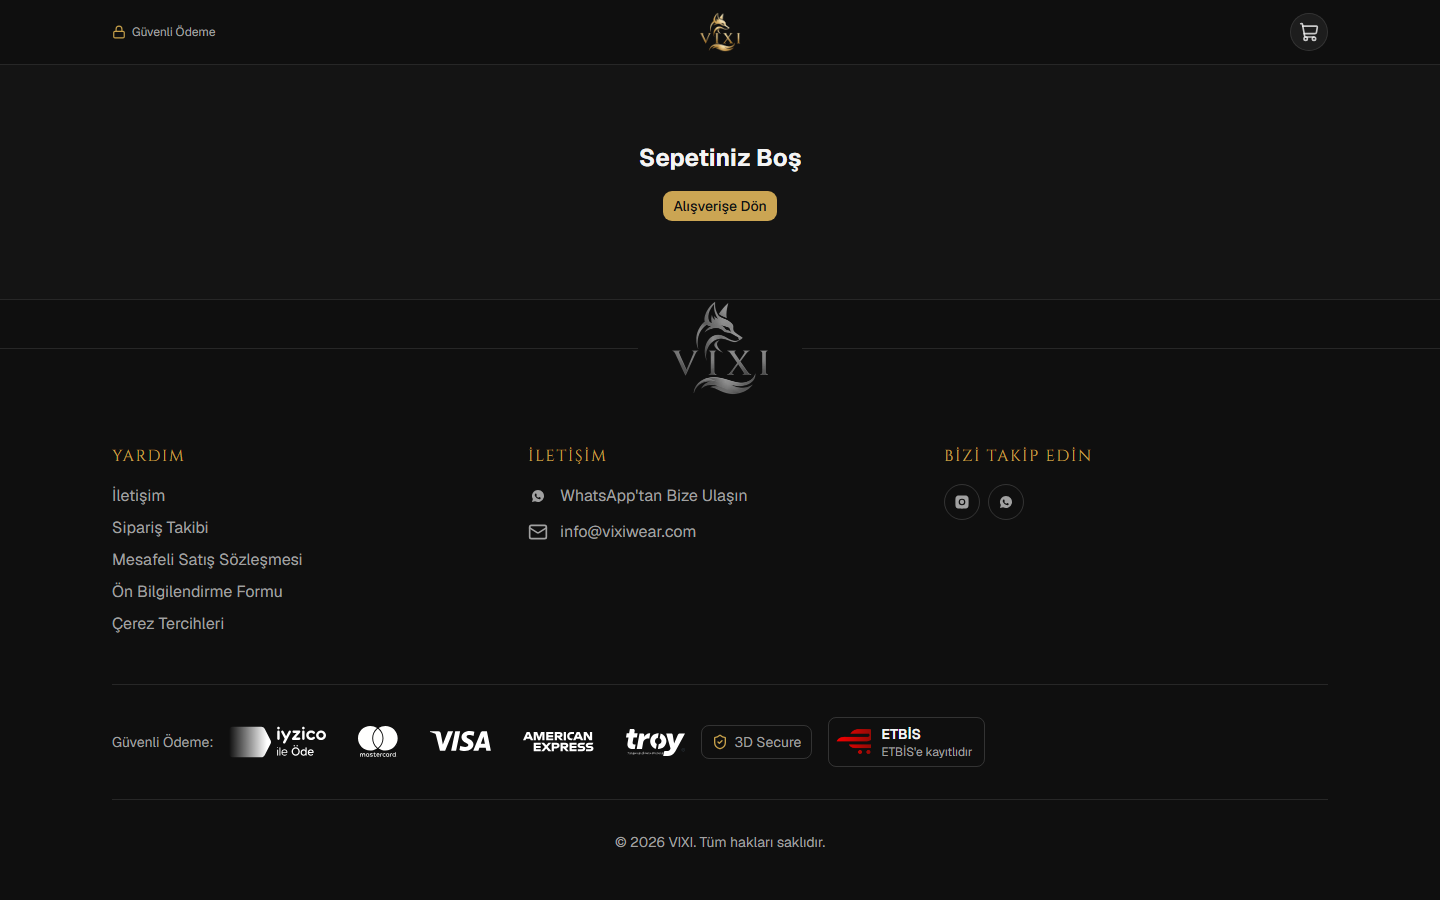 Güvenli Ödeme
VIXI
Sepetiniz Boş
Alışverişe Dön
VIXI
YARDIM
İletişim
Sipariş Takibi
Mesafeli Satış Sözleşmesi
Ön Bilgilendirme Formu
Çerez Tercihleri
İLETİŞİM
WhatsApp'tan Bize Ulaşın
info@vixiwear.com
BİZİ TAKİP EDİN
Güvenli Ödeme:
iyzico
ile Öde
mastercard
VISA
AMERICAN
EXPRESS
troy
3D Secure
ETBİS
ETBİS'e kayıtlıdır
© 2026 VIXI. Tüm hakları saklıdır.